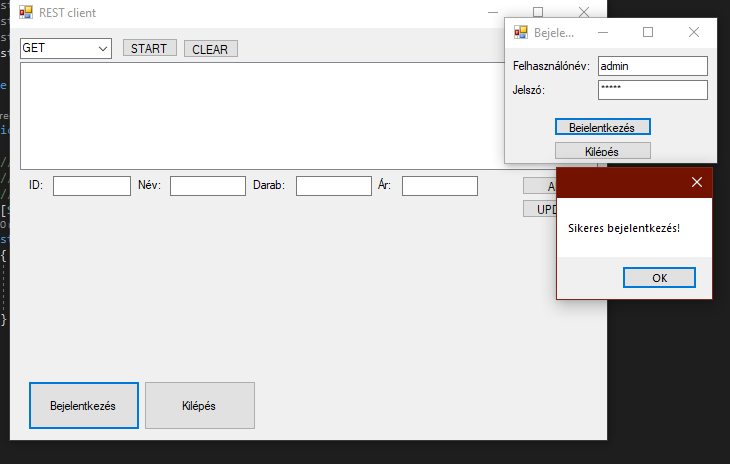 REST client
GET
START
CLEAR
Bejele...
Felhasználónév:
admin
Jelszó:
*****
Bejelentkezés
Kilépés
ID:
Név:
Darab:
Ár:
Sikeres bejelentkezés!
OK
Bejelentkezés
Kilépés